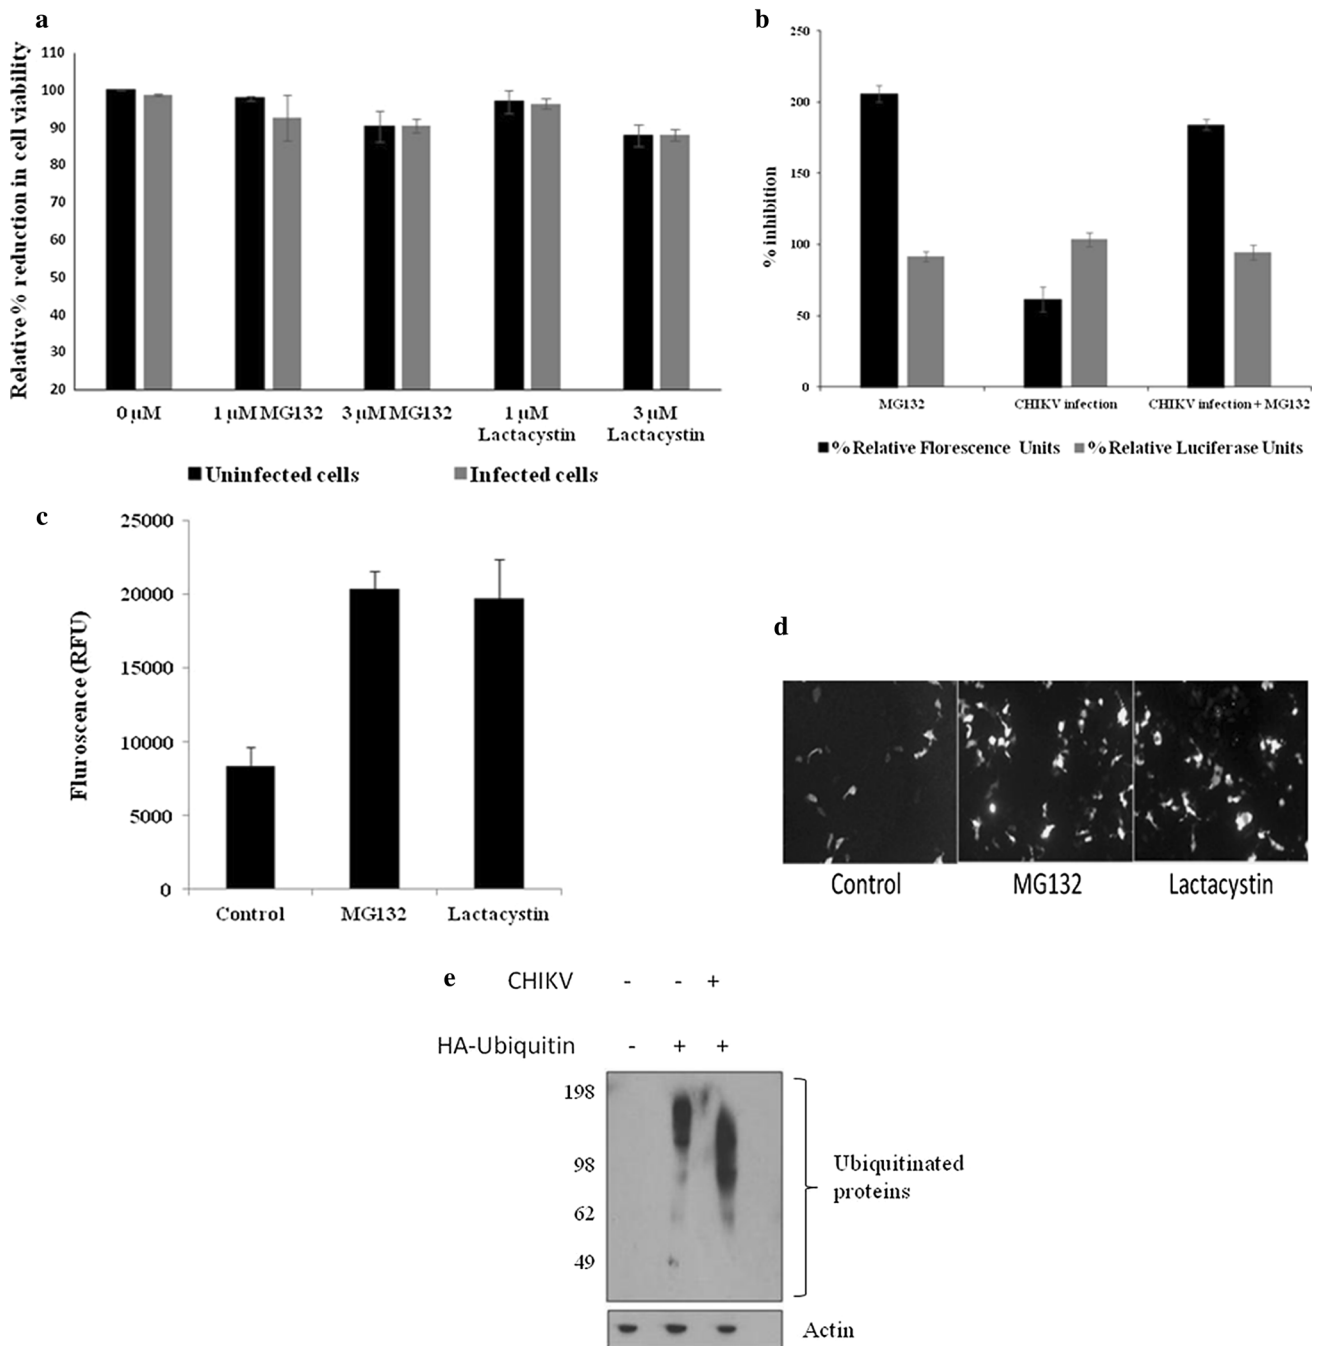 a
Relative % reduction in cell viability
110
100
90
80
70
60
50
40
30
20
0 µM
1 µM MG132
3 µM MG132
1 µM
Lactacystin
3 µM
Lactacystin
Uninfected cells
Infected cells
b
% inhibition
250
200
150
100
50
0
MG132
CHIKV infection
CHIKV infection + MG132
% Relative Florescence Units
% Relative Luciferase Units
c
Fluroscence (RFU)
25000
20000
15000
10000
5000
0
Control
MG132
Lactacystin
d
Control
MG132
Lactacystin
e
CHIKV - - +
HA-Ubiquitin - + +
198
98
62
49
Ubiquitinated
proteins
Actin